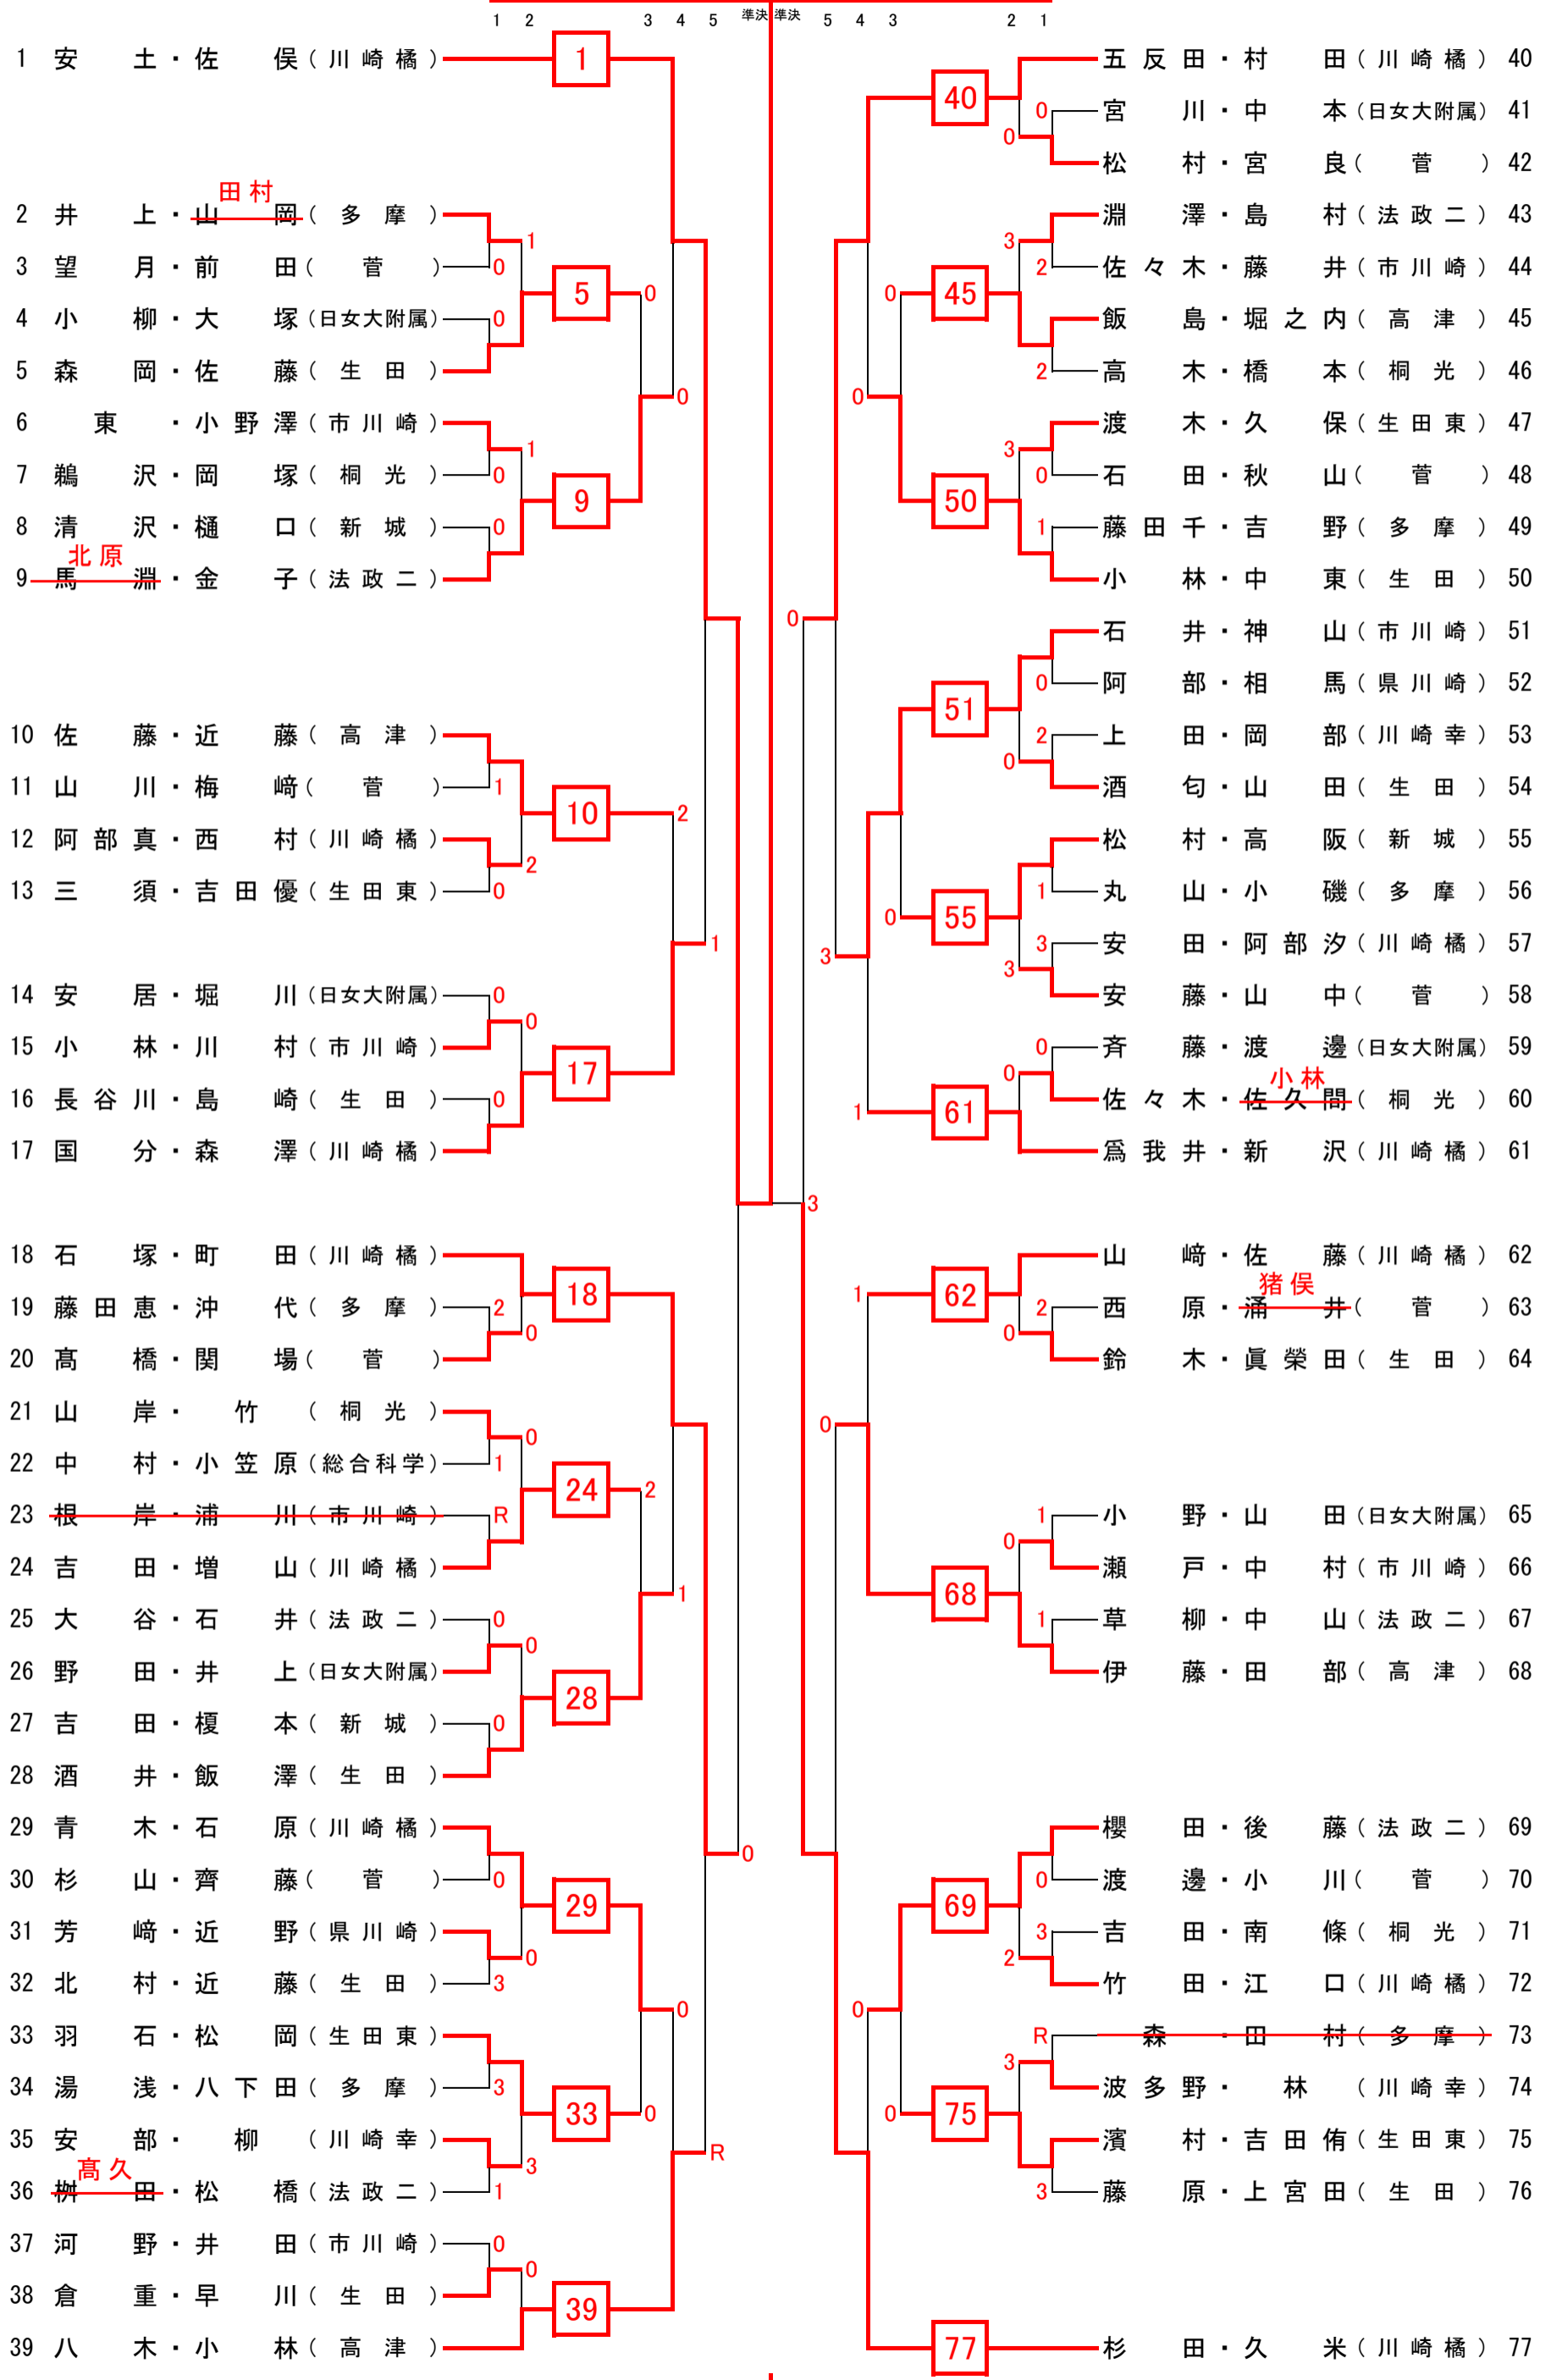 1 2 3 4 5 準決 準決 5 4 3 2 1
1 安土・佐俣(川崎橘) 1
田村
2 井上・山岡(多摩) 1
3 望月・前田(菅) 0
5 0
4 小柳・大塚(日女大附属) 0
5 森岡・佐藤(生田)
0
6 東・小野澤(市川崎) 1
7 鵜沢・岡塚(桐光) 0
9
8 清沢・樋口(新城) 0
北原
9 馬淵・金子(法政二)
10 佐藤・近藤(高津)
11 山川・梅﨑(菅) 1
10 2
12 阿部真・西村(川崎橘) 2
13 三須・吉田優(生田東) 0
1
14 安居・堀川(日女大附属) 0
0
15 小林・川村(市川崎)
17
16 長谷川・島崎(生田) 0
17 国分・森澤(川崎橘)
18 石塚・町田(川崎橘)
18
19 藤田恵・沖代(多摩) 2
0
20 髙橋・関場(菅)
21 山岸・竹(桐光) 0
22 中村・小笠原(総合科学) 1
24 2
23 根岸・浦川(市川崎) R
24 吉田・増山(川崎橘)
1
25 大谷・石井(法政二) 0
0
26 野田・井上(日女大附属)
28
27 吉田・榎本(新城) 0
28 酒井・飯澤(生田)
29 青木・石原(川崎橘)
0
30 杉山・齊藤(菅) 0
29
31 芳﨑・近野(県川崎) 0
32 北村・近藤(生田) 3
0
33 羽石・松岡(生田東)
34 湯浅・八下田(多摩) 3
33 0
35 安部・柳(川崎幸)
R
3
髙久
36 桝田・松橋(法政二) 1
37 河野・井田(市川崎) 0
0
38 倉重・早川(生田)
39
39 八木・小林(高津)
五反田・村田(川崎橘) 40
40
0 宮川・中本(日女大附属) 41
0
松村・宮良(菅) 42
淵澤・島村(法政二) 43
3
2 佐々木・藤井(市川崎) 44
0 45
飯島・堀之内(高津) 45
2 高木・橋本(桐光) 46
0
渡木・久保(生田東) 47
3
0 石田・秋山(菅) 48
50
1 藤田千・吉野(多摩) 49
小林・中東(生田) 50
0
石井・神山(市川崎) 51
0 阿部・相馬(県川崎) 52
51
2 上田・岡部(川崎幸) 53
0
酒匂・山田(生田) 54
松村・高阪(新城) 55
1 丸山・小磯(多摩) 56
0 55
3 安田・阿部汐(川崎橘) 57
3 3
安藤・山中(菅) 58
0 斉藤・渡邊(日女大附属) 59
0
小林
佐々木・佐久間(桐光) 60
1 61
爲我井・新沢(川崎橘) 61
3
山﨑・佐藤(川崎橘) 62
猪俣
1 62
2 西原・涌井(菅) 63
0
鈴木・眞榮田(生田) 64
0
1 小野・山田(日女大附属) 65
0
瀬戸・中村(市川崎) 66
68
1 草柳・中山(法政二) 67
伊藤・田部(高津) 68
櫻田・後藤(法政二) 69
0 渡邊・小川(菅) 70
69
3 吉田・南條(桐光) 71
2
竹田・江口(川崎橘) 72
0
R 森・田村(多摩) 73
3
波多野・林(川崎幸) 74
0 75
濱村・吉田侑(生田東) 75
3 藤原・上宮田(生田) 76
77 杉田・久米(川崎橘) 77